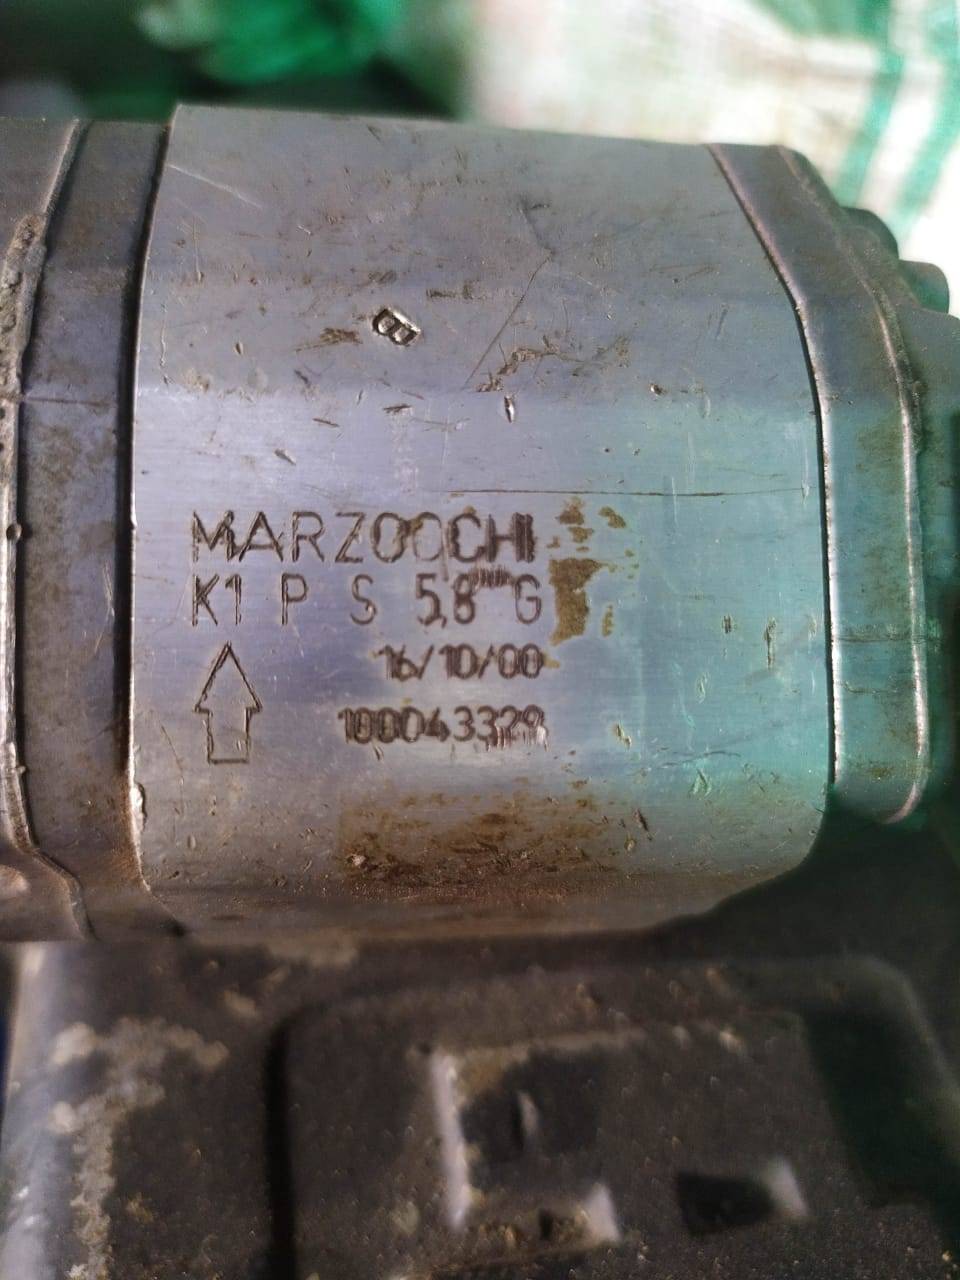 B
MARZOCCHI
K1 P S 5,8 G
16/10/00
100043329